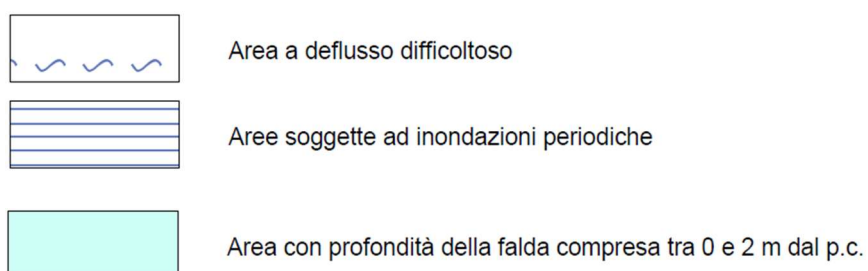 Area a deflusso difficoltoso
Aree soggette ad inondazioni periodiche
Area con profondità della falda compresa tra 0 e 2 m dal p.c.